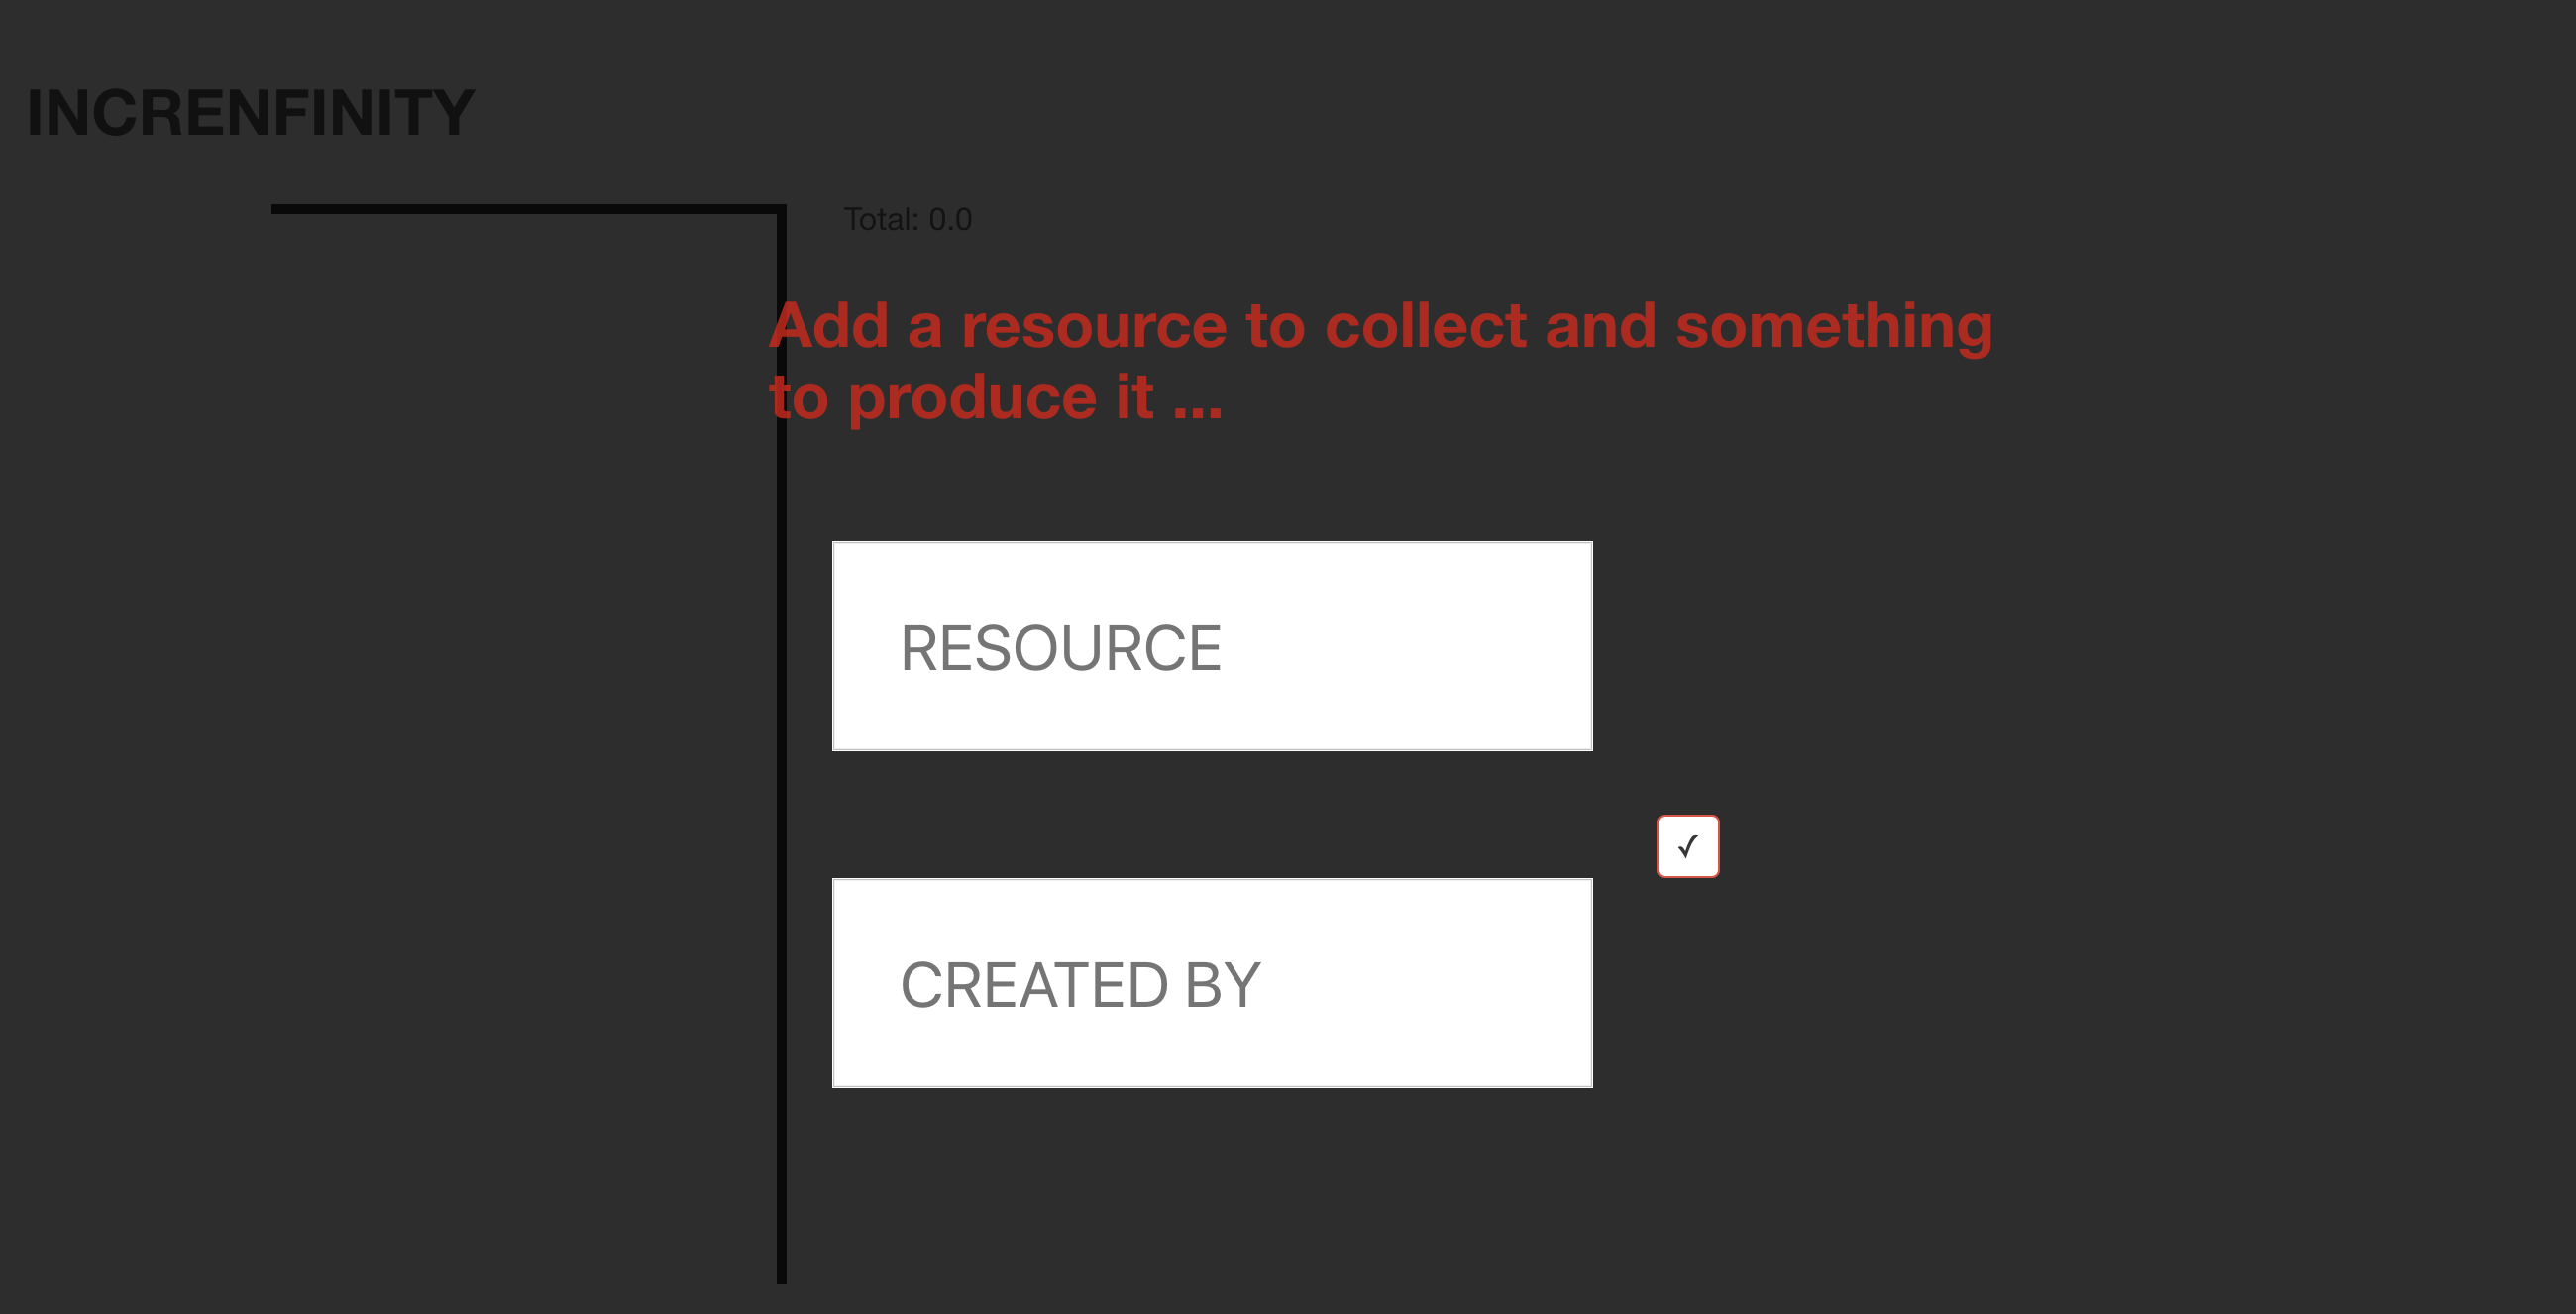 INCRENFINITY
Total: 0.0
Add a resource to collect and something
to produce it ...
RESOURCE
✓
CREATED BY